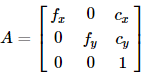 A = [ f_x 0 c_x
0 f_y c_y
0 0 1 ]